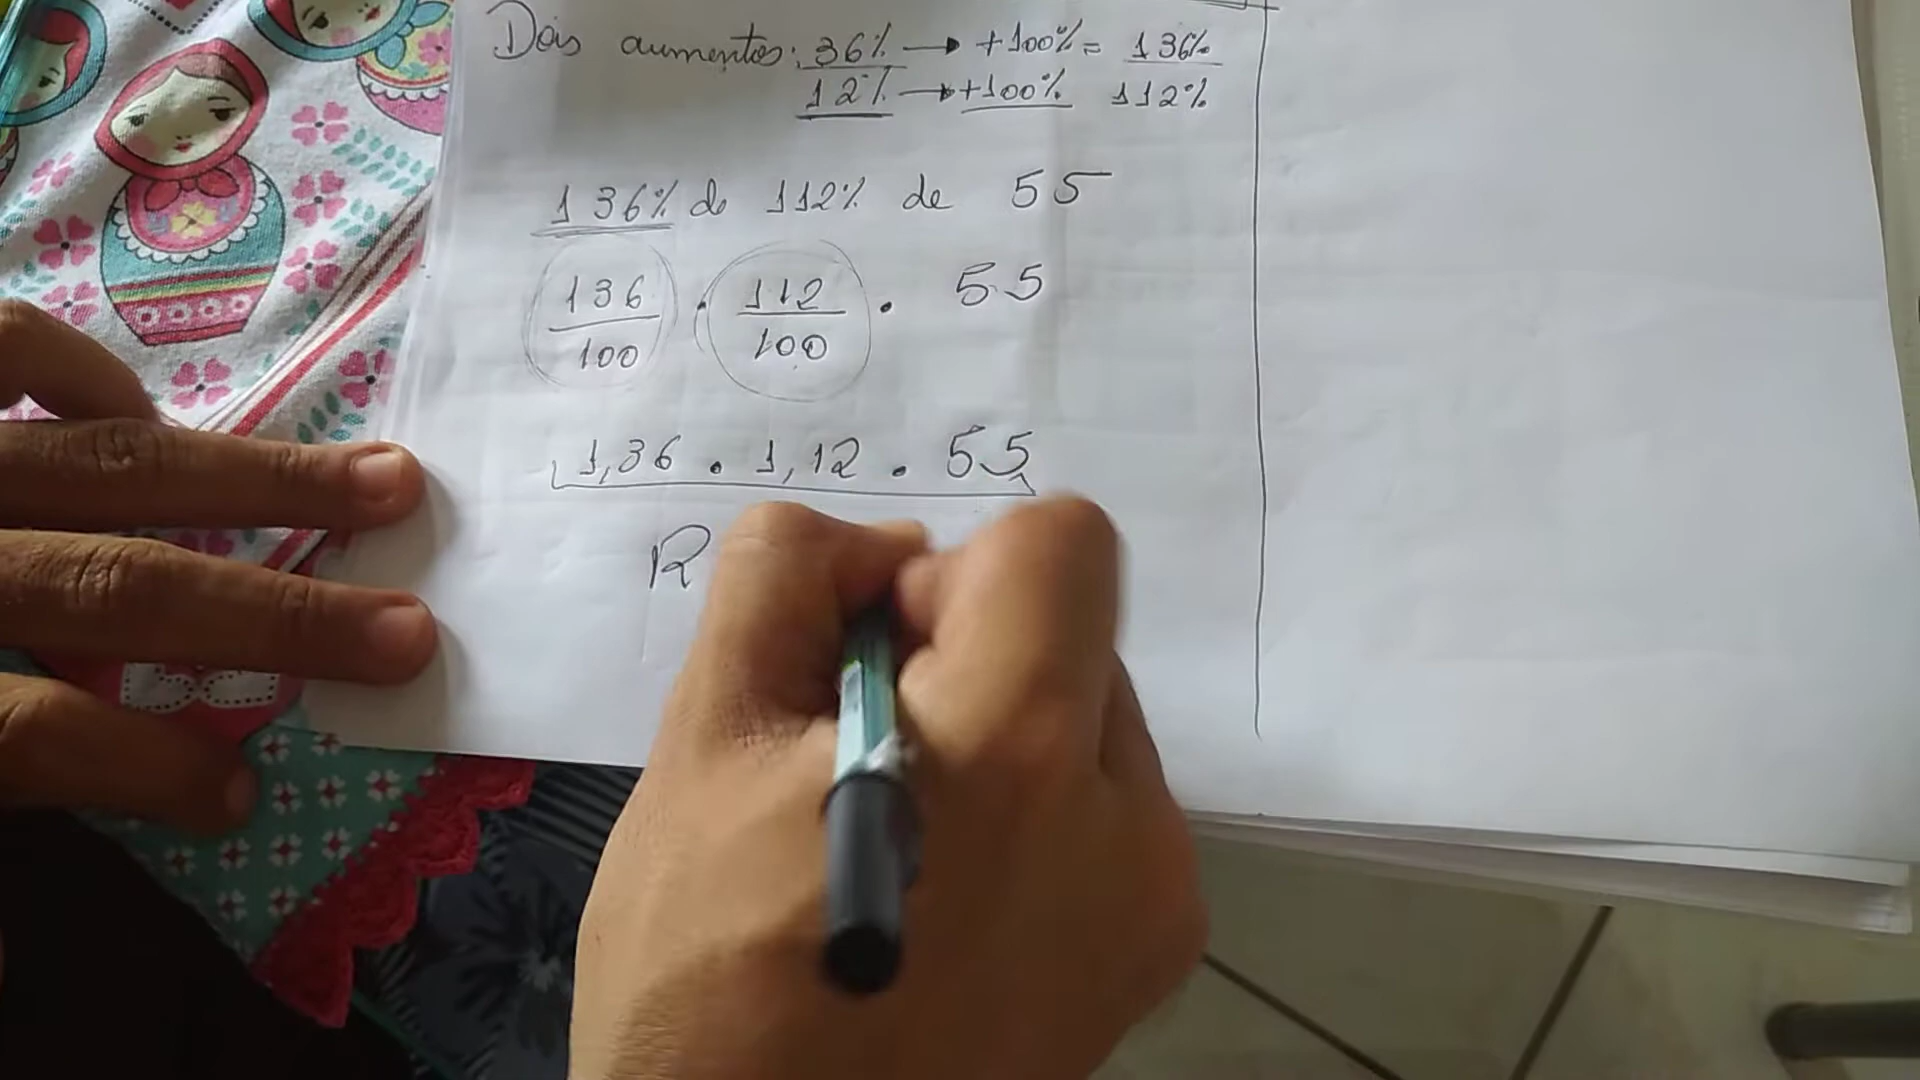 Dois aumentos: 36% → +100% = 136%
12% → +100% 112%
136% de 112% de 55
136/100 . 112/100 . 55
1,36 . 1,12 . 55
R